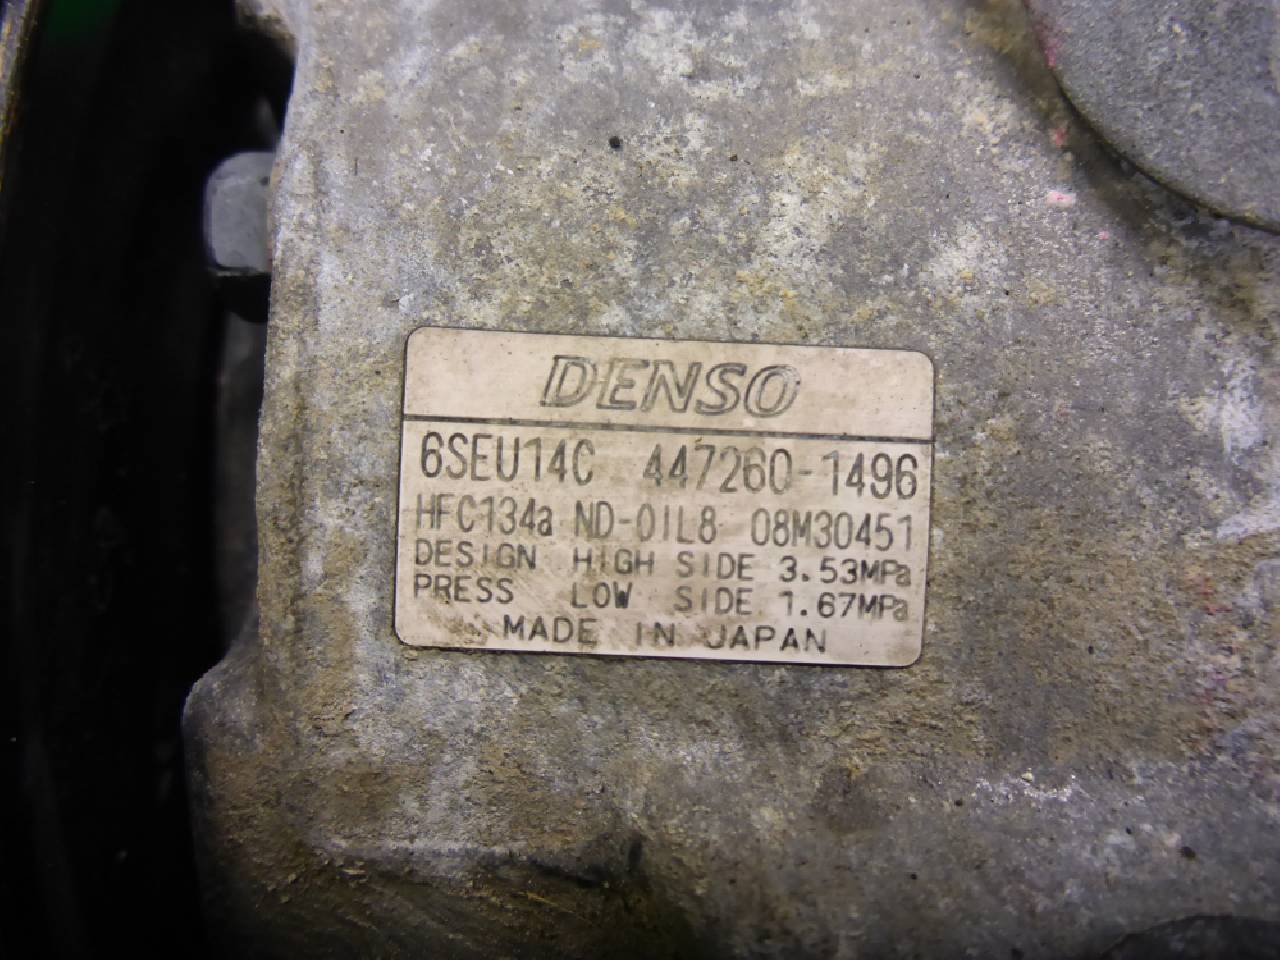 DENSO
6SEU14C 447260-1496
HFC134a ND-OIL8 08M30451
DESIGN HIGH SIDE 3.53MPa
PRESS LOW SIDE 1.67MPa
MADE IN JAPAN